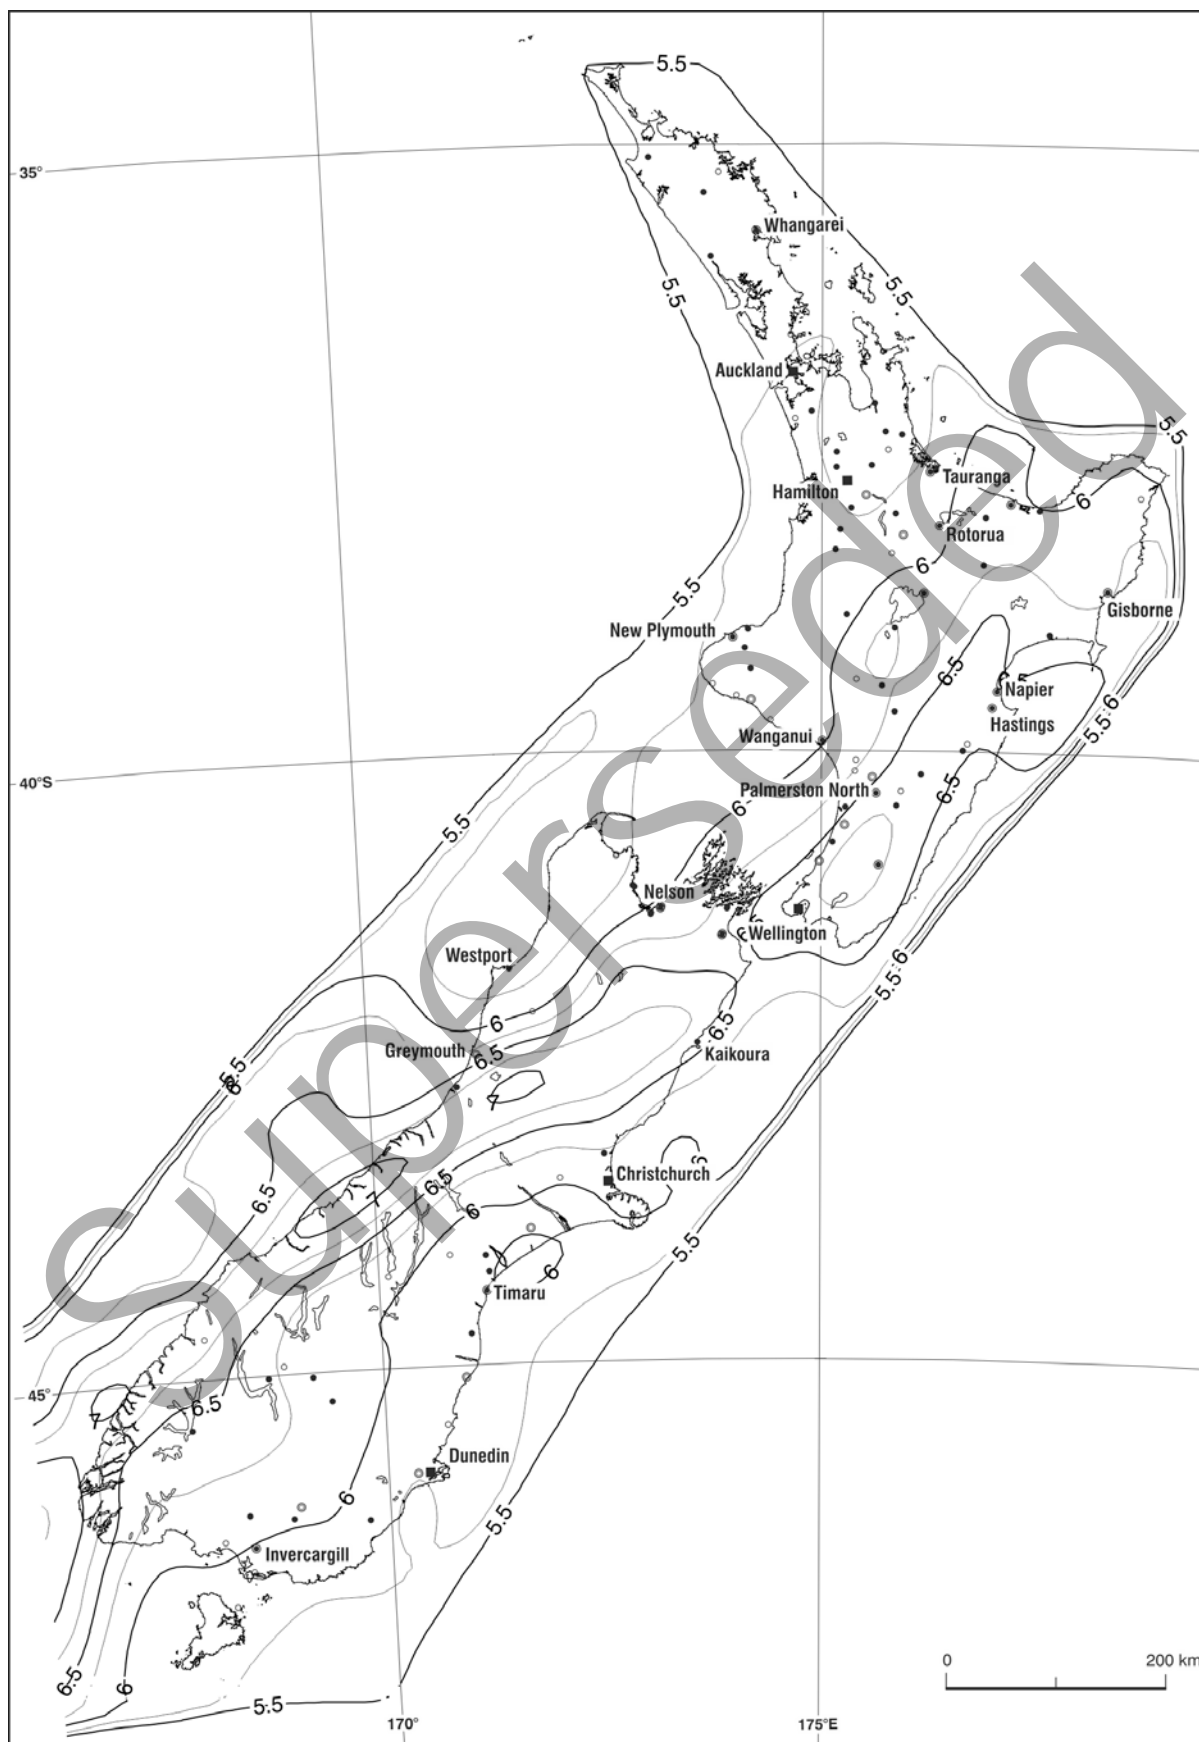 5.5
35°
Whangarei
5.5
5.5
Auckland
5.5
Tauranga
Hamilton
6
Rotorua
6
5.5
Gisborne
New Plymouth
6.5
Napier
6
Hastings
5.5
Wanganui
40°S
6.5
Palmerston North
6
5.5
Nelson
Wellington
Westport
6
5.5
6
6.5
Greymouth
6.5
Kaikoura
5.5
6
7
6
Christchurch
6.5
6.5
7
6
5.5
6
Timaru
45°
6.5
7
Dunedin
6
5.5
Invercargill
6.5
6
5.5
0
200 km
170°
175°E
Superseded